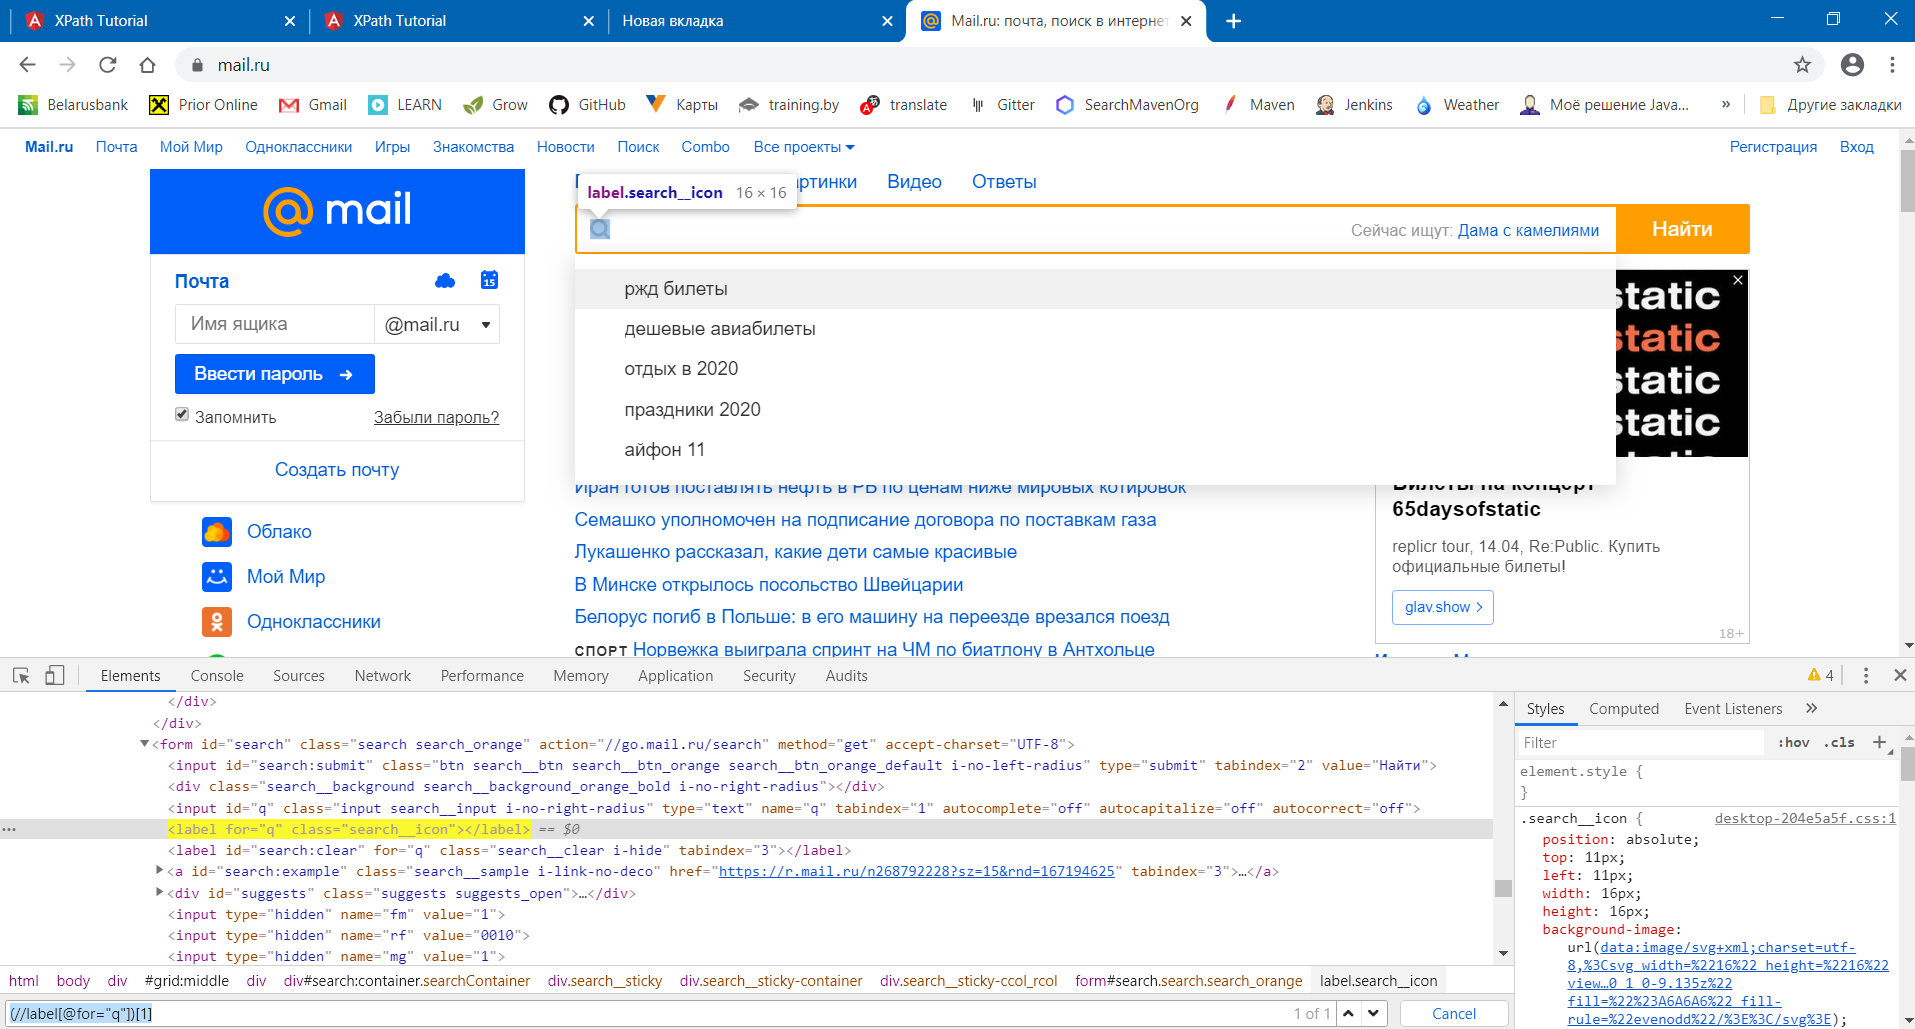 XPath Tutorial
XPath Tutorial
Новая вкладка
Mail.ru: почта, поиск в интернет
mail.ru
Belarusbank
Prior Online
Gmail
LEARN
Grow
GitHub
Карты
training.by
translate
Gitter
SearchMavenOrg
Maven
Jenkins
Weather
Моё решение Java...
»
Другие закладки
Mail.ru Почта Мой Мир Одноклассники Игры Знакомства Новости Поиск Combo Все проекты
Регистрация Вход
@mail
артинки Видео Ответы
label.search__icon 16 × 16
Сейчас ищут: Дама с камелиями
Найти
Почта
15
Имя ящика
@mail.ru
Ввести пароль →
Запомнить
Забыли пароль?
Создать почту
Облако
Мой Мир
Одноклассники
ржд билеты
дешевые авиабилеты
отдых в 2020
праздники 2020
айфон 11
Иран готов поставлять нефть в РБ по ценам ниже мировых котировок
Семашко уполномочен на подписание договора по поставкам газа
Лукашенко рассказал, какие дети самые красивые
В Минске открылось посольство Швейцарии
Белорус погиб в Польше: в его машину на переезде врезался поезд
СПОРТ Норвежка выиграла спринт на ЧМ по биатлону в Антхольце
static
static
static
static
static
Билеты на концерт
65daysofstatic
replicr tour, 14.04, Re:Public. Купить
официальные билеты!
glav.show >
18+
Elements Console Sources Network Performance Memory Application Security Audits
4
</div>
</div>
<form id="search" class="search search_orange" action="//go.mail.ru/search" method="get" accept-charset="UTF-8">
<input id="search:submit" class="btn search__btn search__btn_orange search__btn_orange_default i-no-left-radius" type="submit" tabindex="2" value="Найти">
<div class="search__background search__background_orange_bold i-no-right-radius"></div>
<input id="q" class="input search__input i-no-right-radius" type="text" name="q" tabindex="1" autocomplete="off" autocapitalize="off" autocorrect="off">
... <label for="q" class="search__icon"></label> == $0
<label id="search:clear" for="q" class="search__clear i-hide" tabindex="3"></label>
<a id="search:example" class="search__sample i-link-no-deco" href="https://r.mail.ru/n268792228?sz=15&rnd=167194625" tabindex="3">…</a>
<div id="suggests" class="suggests suggests_open">…</div>
<input type="hidden" name="fm" value="1">
<input type="hidden" name="rf" value="0010">
<input type="hidden" name="mg" value="1">
html body div #grid:middle div div#search:container.searchContainer div.search__sticky div.search__sticky-container div.search__sticky-ccol_rcol form#search.search.search_orange label.search__icon
(//label[@for="q"])[1]
1 of 1
Cancel
Styles Computed Event Listeners »
Filter
:hov .cls +
element.style {
}
.search__icon {
desktop-204e5a5f.css:1
position: absolute;
top: 11px;
left: 11px;
width: 16px;
height: 16px;
background-image:
url(data:image/svg+xml;charset=utf-
8,%3Csvg width=%2216%22 height=%2216%22
view…0 1 0-9.135z%22
fill=%22%23A6A6A6%22 fill-
rule=%22evenodd%22/%3E%3C/svg%3E);